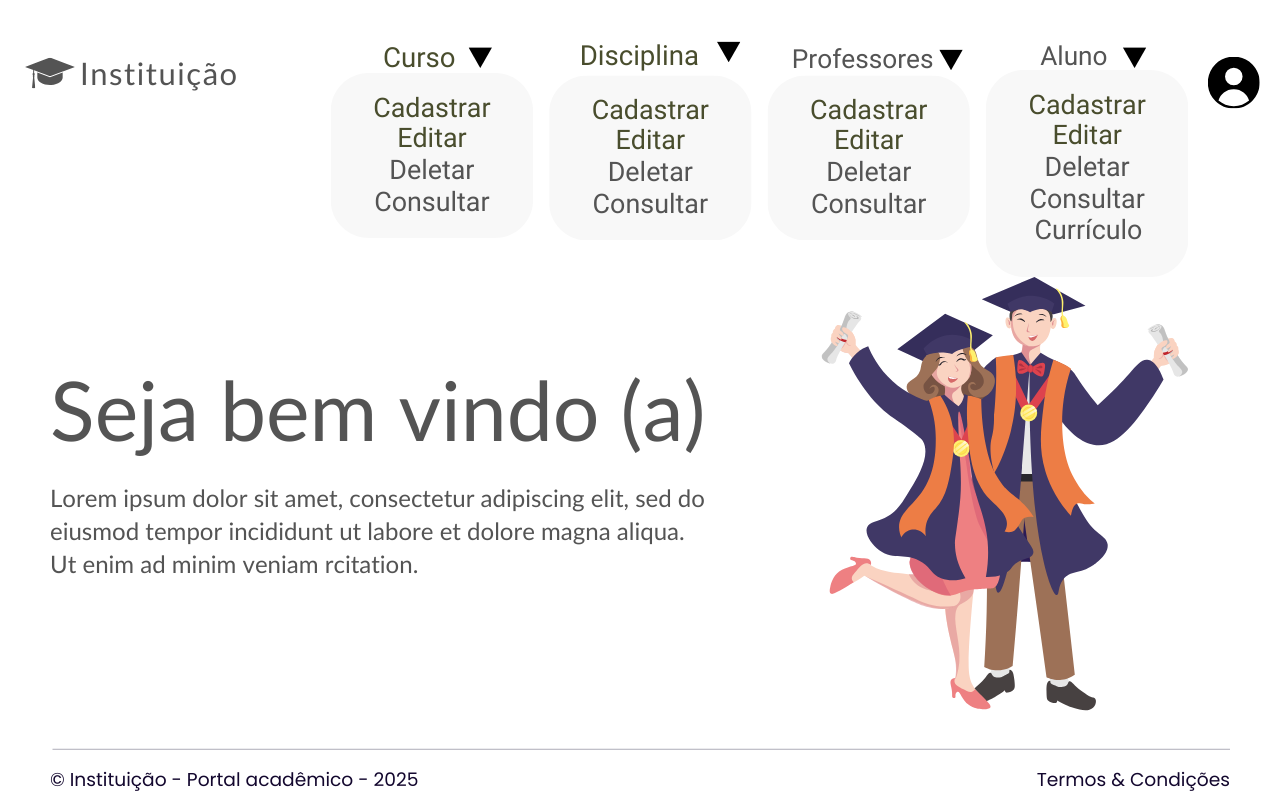 Instituição
Curso
Cadastrar
Editar
Deletar
Consultar
Disciplina
Cadastrar
Editar
Deletar
Consultar
Professores
Cadastrar
Editar
Deletar
Consultar
Aluno
Cadastrar
Editar
Deletar
Consultar
Currículo
Seja bem vindo (a)
Lorem ipsum dolor sit amet, consectetur adipiscing elit, sed do
eiusmod tempor incididunt ut labore et dolore magna aliqua.
Ut enim ad minim veniam rcitation.
© Instituição - Portal acadêmico - 2025
Termos & Condições